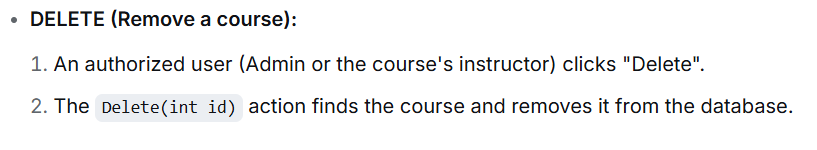 • DELETE (Remove a course):
1. An authorized user (Admin or the course's instructor) clicks "Delete".
2. The Delete(int id) action finds the course and removes it from the database.